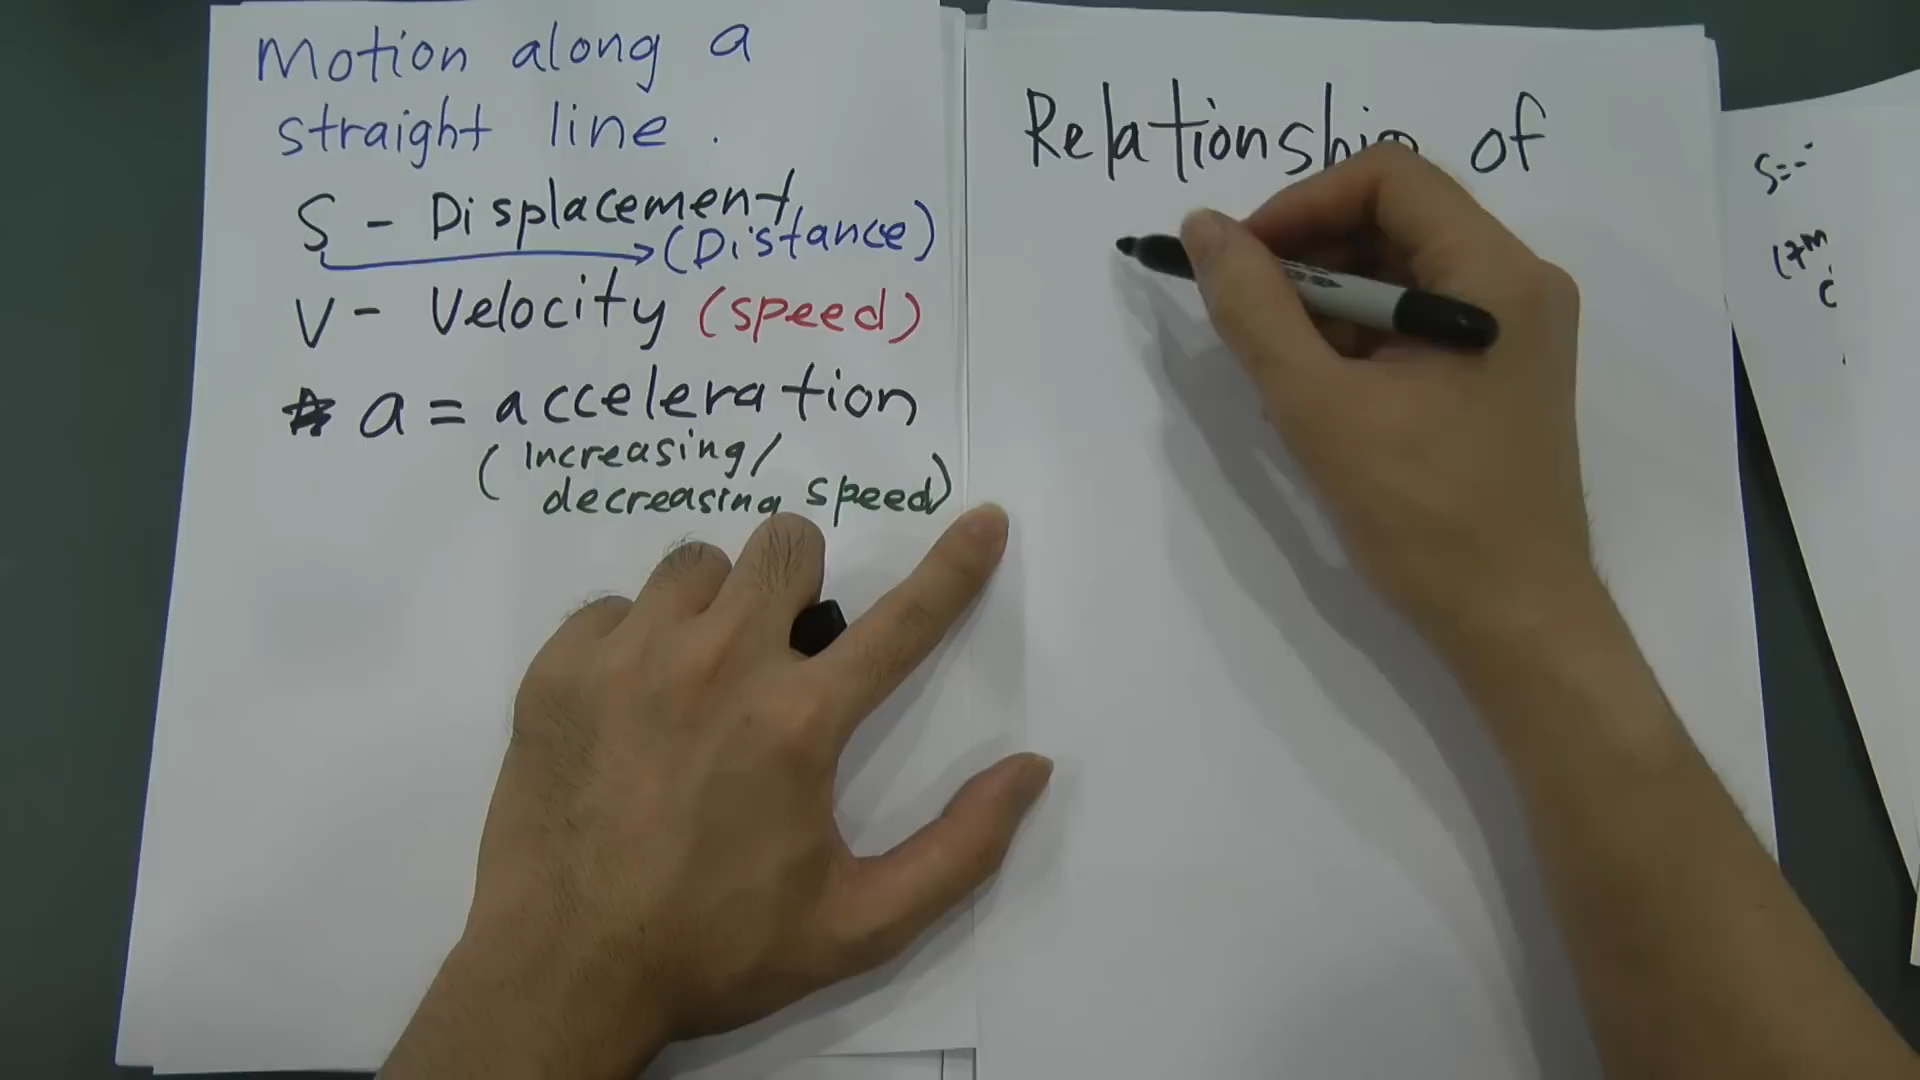 Motion along a
straight line.
S - Displacement
(Distance)
V - Velocity (speed)
a = acceleration
(Increasing/
decreasing speed)
Relationship of
S=--